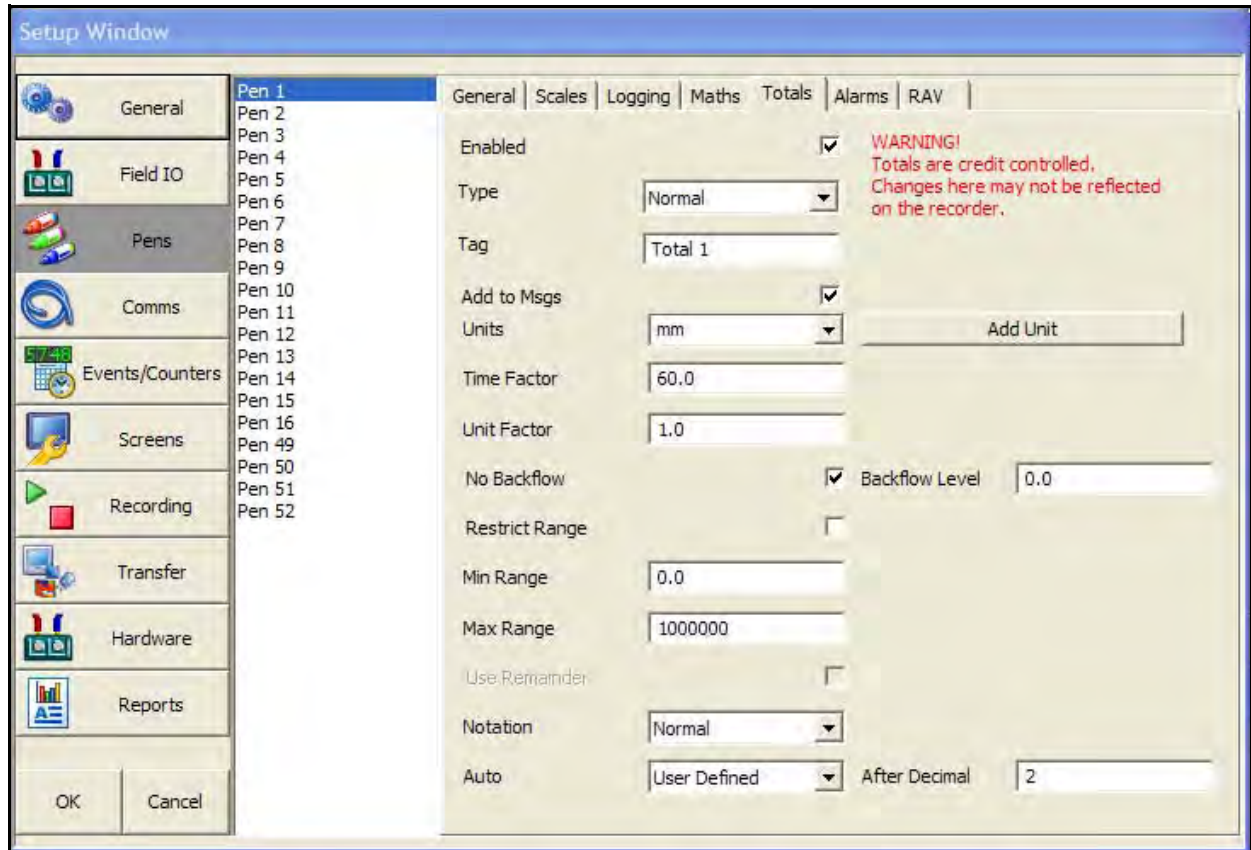 Setup Window
General
Field IO
Pens
Comms
57:48
Events/Counters
Screens
Recording
Transfer
Hardware
Reports
OK
Cancel
Pen 1
Pen 2
Pen 3
Pen 4
Pen 5
Pen 6
Pen 7
Pen 8
Pen 9
Pen 10
Pen 11
Pen 12
Pen 13
Pen 14
Pen 15
Pen 16
Pen 49
Pen 50
Pen 51
Pen 52
General Scales Logging Maths Totals Alarms RAV
Enabled
WARNING!
Totals are credit controlled.
Changes here may not be reflected
on the recorder.
Type Normal
Tag Total 1
Add to Msgs
Units mm Add Unit
Time Factor 60.0
Unit Factor 1.0
No Backflow Backflow Level 0.0
Restrict Range
Min Range 0.0
Max Range 1000000
Use Remainder
Notation Normal
Auto User Defined After Decimal 2